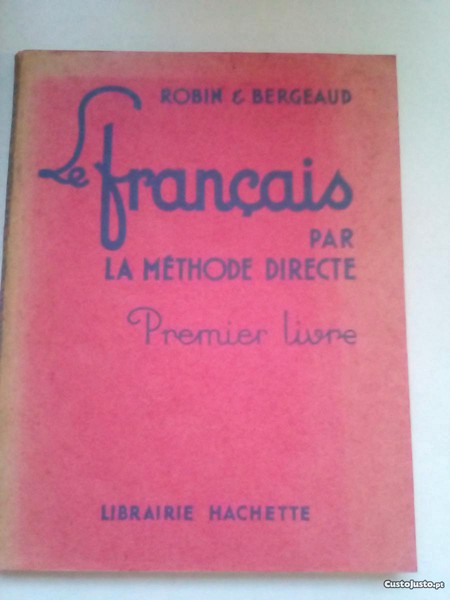 ROBIN & BERGEAUD
Le français
PAR
LA MÉTHODE DIRECTE
Premier livre
LIBRAIRIE HACHETTE
CustoJusto.pt